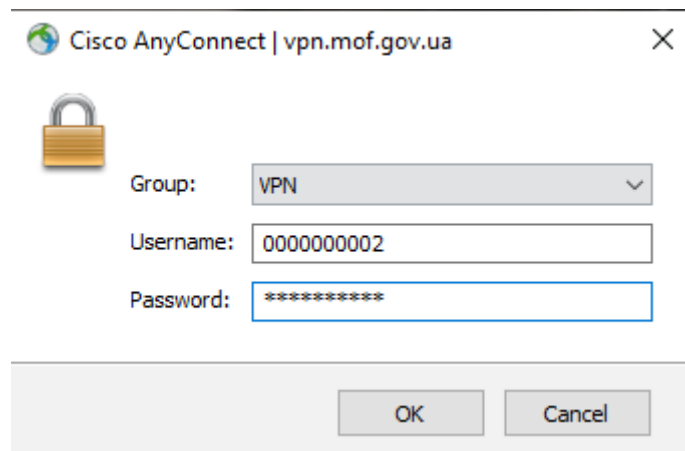 Cisco AnyConnect | vpn.mof.gov.ua
Group: VPN
Username: 0000000002
Password: **********
OK Cancel